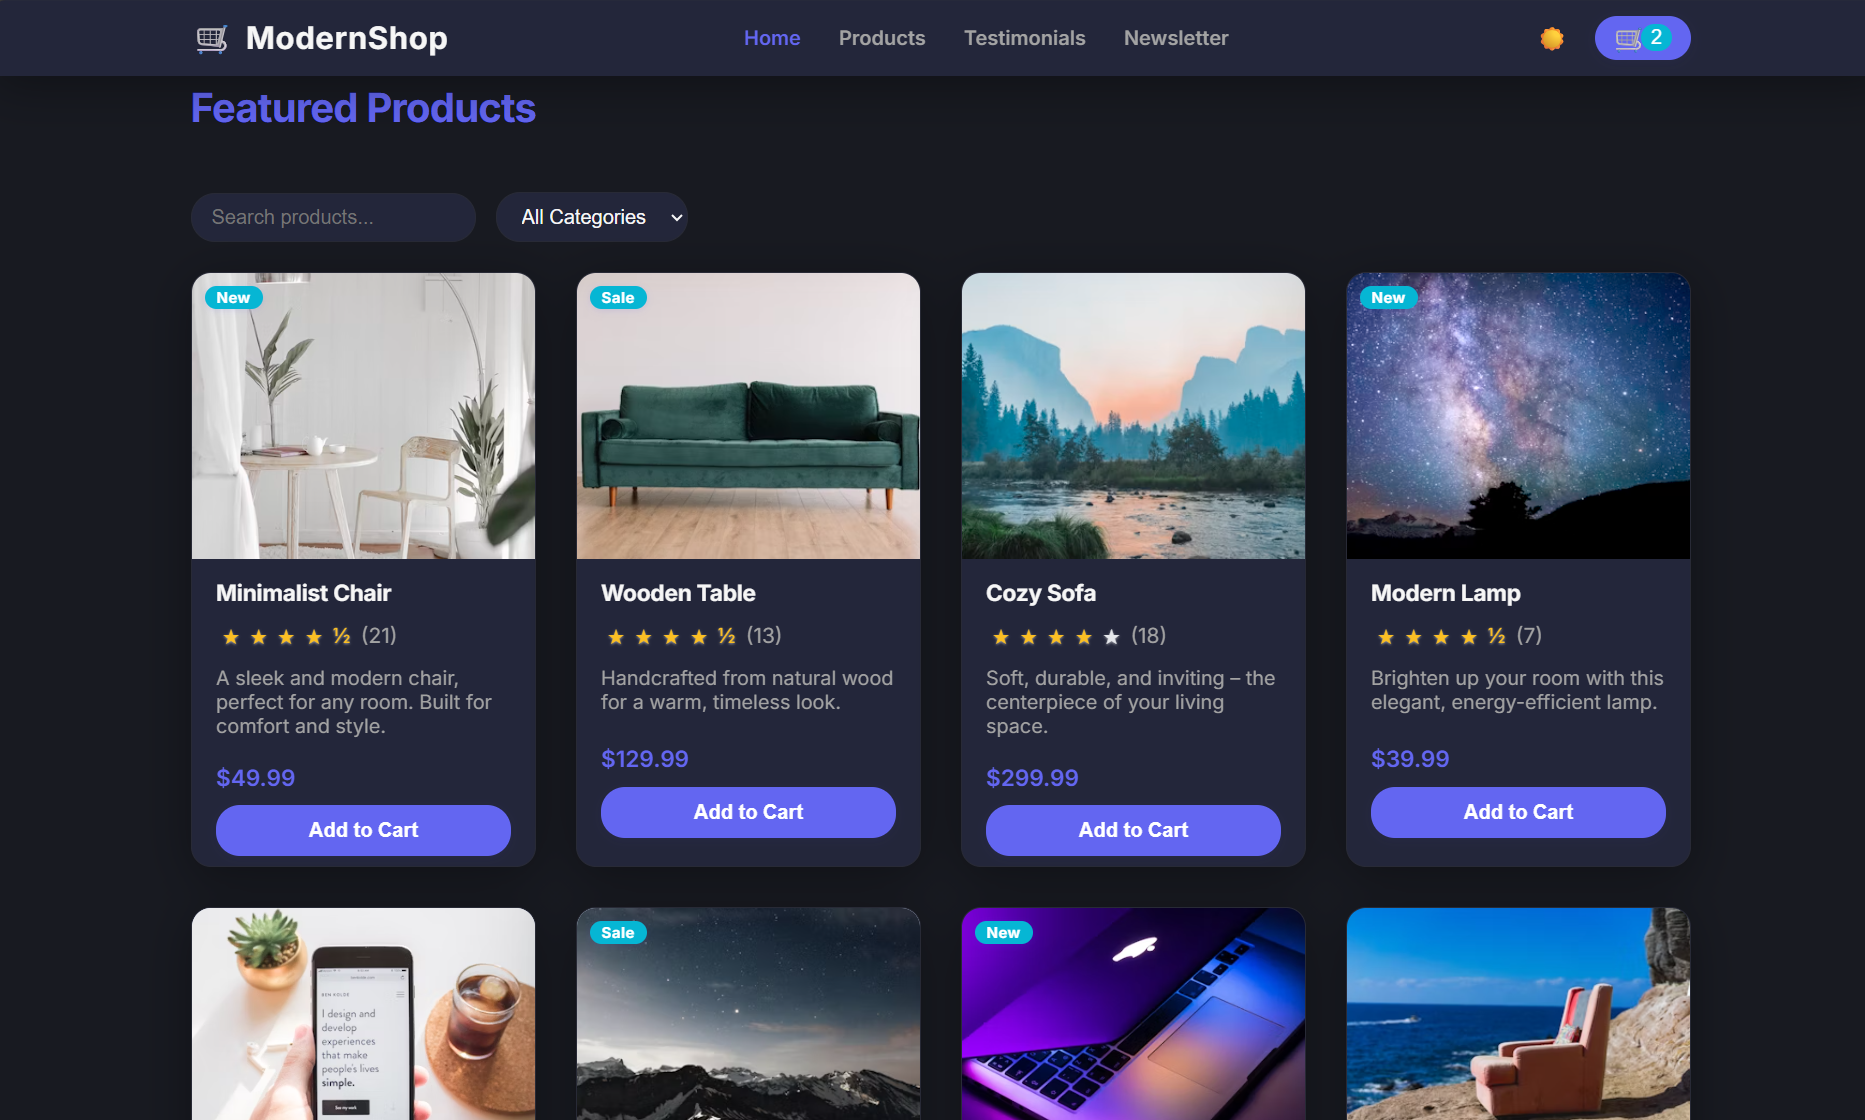 ModernShop
Home
Products
Testimonials
Newsletter
2
Featured Products
Search products...
All Categories
New
Sale
New
Minimalist Chair
★ ★ ★ ★ ½ (21)
A sleek and modern chair,
perfect for any room. Built for
comfort and style.
$49.99
Add to Cart
Wooden Table
★ ★ ★ ★ ½ (13)
Handcrafted from natural wood
for a warm, timeless look.
$129.99
Add to Cart
Cozy Sofa
★ ★ ★ ★ ★ (18)
Soft, durable, and inviting – the
centerpiece of your living
space.
$299.99
Add to Cart
Modern Lamp
★ ★ ★ ★ ½ (7)
Brighten up your room with this
elegant, energy-efficient lamp.
$39.99
Add to Cart
I design and
develop
experiences
that make
people's lives
simple.
See my work
Sale
New